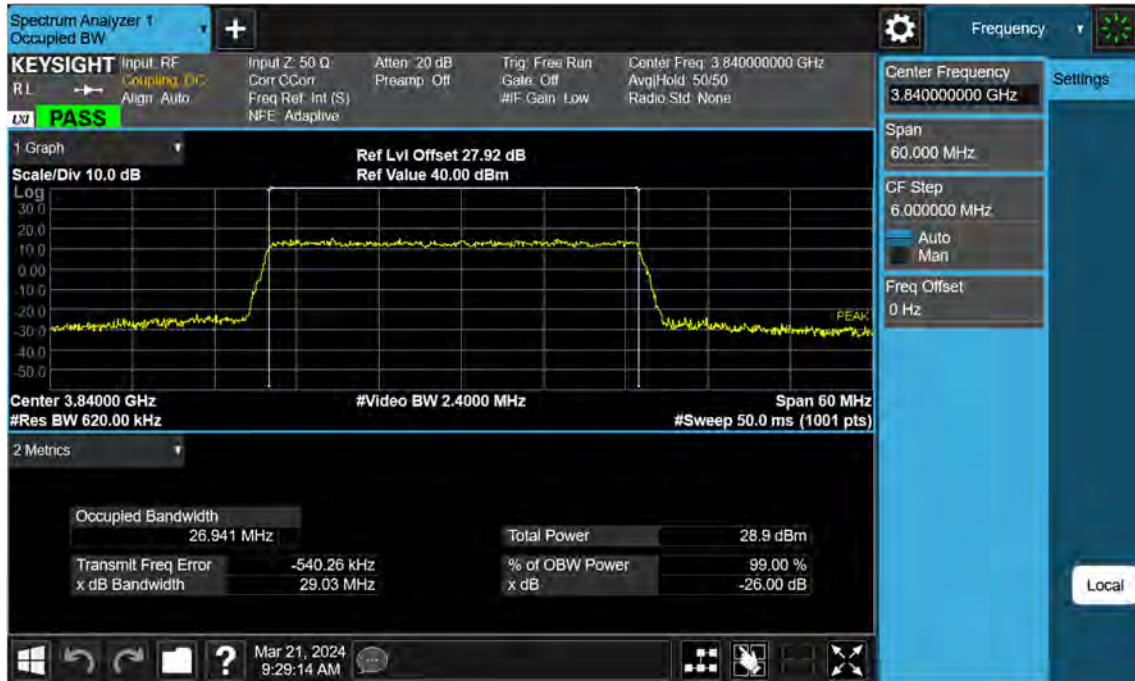 Spectrum Analyzer 1
Occupied BW
Frequency
KEYSIGHT
R L
LXI
PASS
Input: RF
Coupling: DC
Align: Auto
Input Z: 50 Ω
Corr CCorr
Freq Ref: Int (S)
NFE: Adaptive
Atten: 20 dB
Preamp: Off
Trig: Free Run
Gate: Off
#IF Gain: Low
Center Freq: 3.840000000 GHz
Avg|Hold: 50/50
Radio Std: None
Center Frequency
3.840000000 GHz
Settings
Span
60.000 MHz
CF Step
6.000000 MHz
Auto
Man
Freq Offset
0 Hz
1 Graph
Scale/Div 10.0 dB
Ref Lvl Offset 27.92 dB
Ref Value 40.00 dBm
Log
30.0
20.0
10.0
0.00
-10.0
-20.0
-30.0
-40.0
-50.0
PEAK
Center 3.84000 GHz
#Video BW 2.4000 MHz
Span 60 MHz
#Res BW 620.00 kHz
#Sweep 50.0 ms (1001 pts)
2 Metrics
Occupied Bandwidth
26.941 MHz
Total Power 28.9 dBm
Transmit Freq Error -540.26 kHz
% of OBW Power 99.00 %
x dB Bandwidth 29.03 MHz
x dB -26.00 dB
Local
Mar 21, 2024
9:29:14 AM